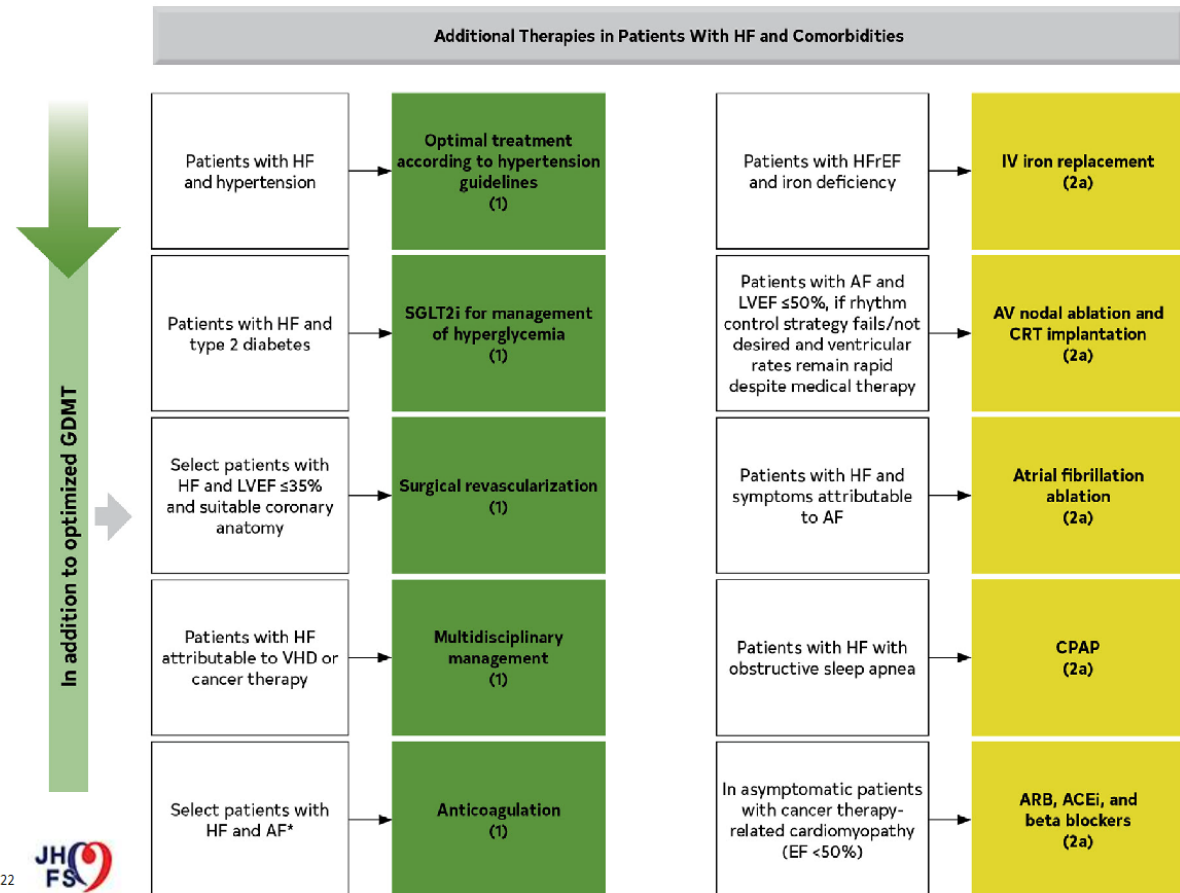 Additional Therapies in Patients With HF and Comorbidities
In addition to optimized GDMT
Patients with HF
and hypertension
Optimal treatment
according to hypertension
guidelines
(1)
Patients with HF and
type 2 diabetes
SGLT2i for management
of hyperglycemia
(1)
Select patients with
HF and LVEF ≤35%
and suitable coronary
anatomy
Surgical revascularization
(1)
Patients with HF
attributable to VHD or
cancer therapy
Multidisciplinary
management
(1)
Select patients with
HF and AF*
Anticoagulation
(1)
Patients with HFrEF
and iron deficiency
IV iron replacement
(2a)
Patients with AF and
LVEF ≤50%, if rhythm
control strategy fails/not
desired and ventricular
rates remain rapid
despite medical therapy
AV nodal ablation and
CRT implantation
(2a)
Patients with HF and
symptoms attributable
to AF
Atrial fibrillation
ablation
(2a)
Patients with HF with
obstructive sleep apnea
CPAP
(2a)
In asymptomatic patients
with cancer therapy-
related cardiomyopathy
(EF <50%)
ARB, ACEi, and
beta blockers
(2a)
22
JH
FS